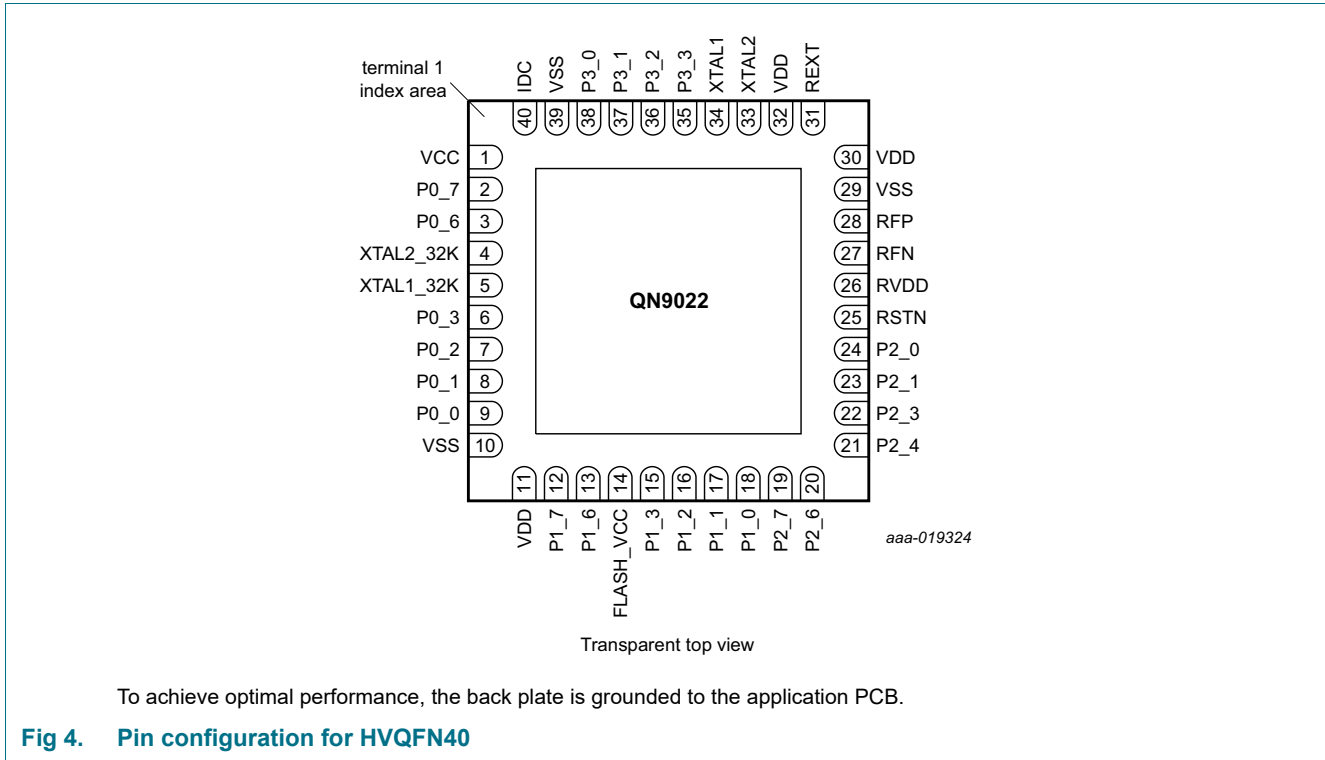 terminal 1
index area
IDC
VSS
P3_0
P3_1
P3_2
P3_3
XTAL1
XTAL2
VDD
REXT
40
39
38
37
36
35
34
33
32
31
VCC 1
P0_7 2
P0_6 3
XTAL2_32K 4
XTAL1_32K 5
P0_3 6
P0_2 7
P0_1 8
P0_0 9
VSS 10
QN9022
30 VDD
29 VSS
28 RFP
27 RFN
26 RVDD
25 RSTN
24 P2_0
23 P2_1
22 P2_3
21 P2_4
11
12
13
14
15
16
17
18
19
20
VDD
P1_7
P1_6
FLASH_VCC
P1_3
P1_2
P1_1
P1_0
P2_7
P2_6
aaa-019324
Transparent top view
To achieve optimal performance, the back plate is grounded to the application PCB.
Fig 4. Pin configuration for HVQFN40